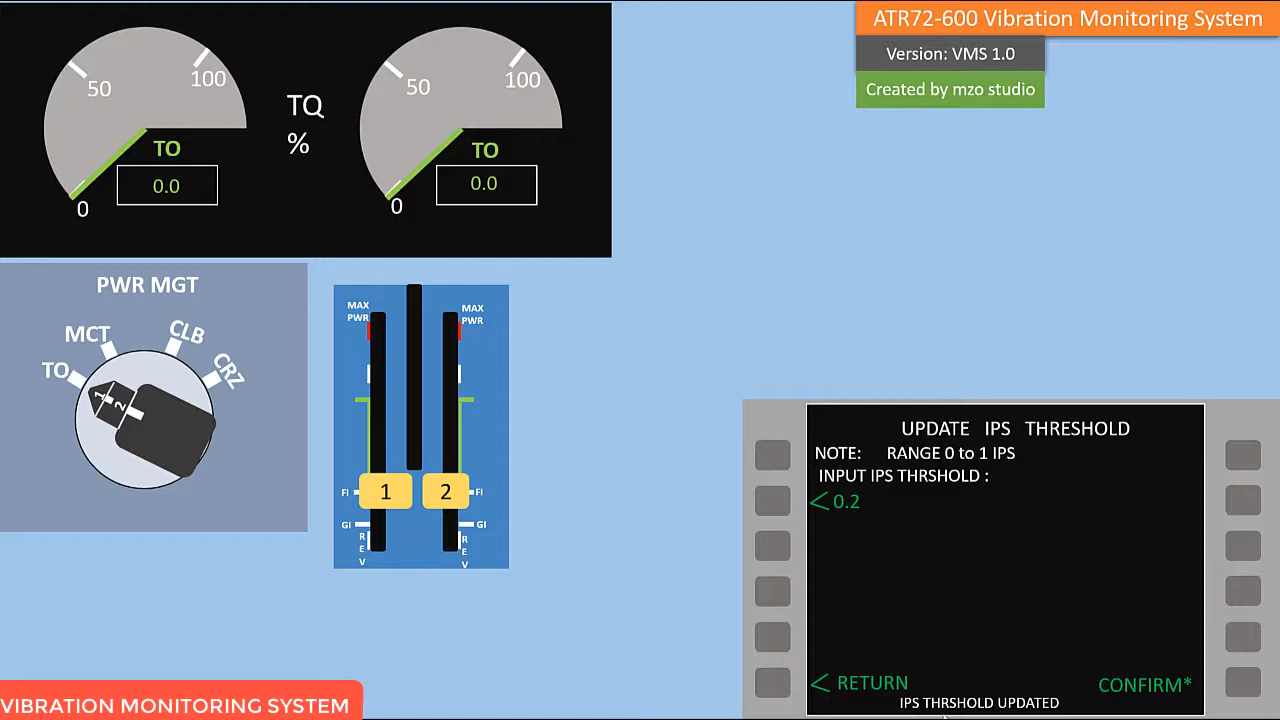 ATR72-600 Vibration Monitoring System
Version: VMS 1.0
Created by mzo studio
50
100
TO
0.0
0
TQ
%
50
100
TO
0.0
0
PWR MGT
TO
MCT
CLB
CRZ
1
2
MAX
PWR
MAX
PWR
1
2
FI
FI
GI
GI
R
E
V
R
E
V
UPDATE IPS THRESHOLD
NOTE: RANGE 0 to 1 IPS
INPUT IPS THRSHOLD :
< 0.2
< RETURN
CONFIRM*
IPS THRSHOLD UPDATED
VIBRATION MONITORING SYSTEM